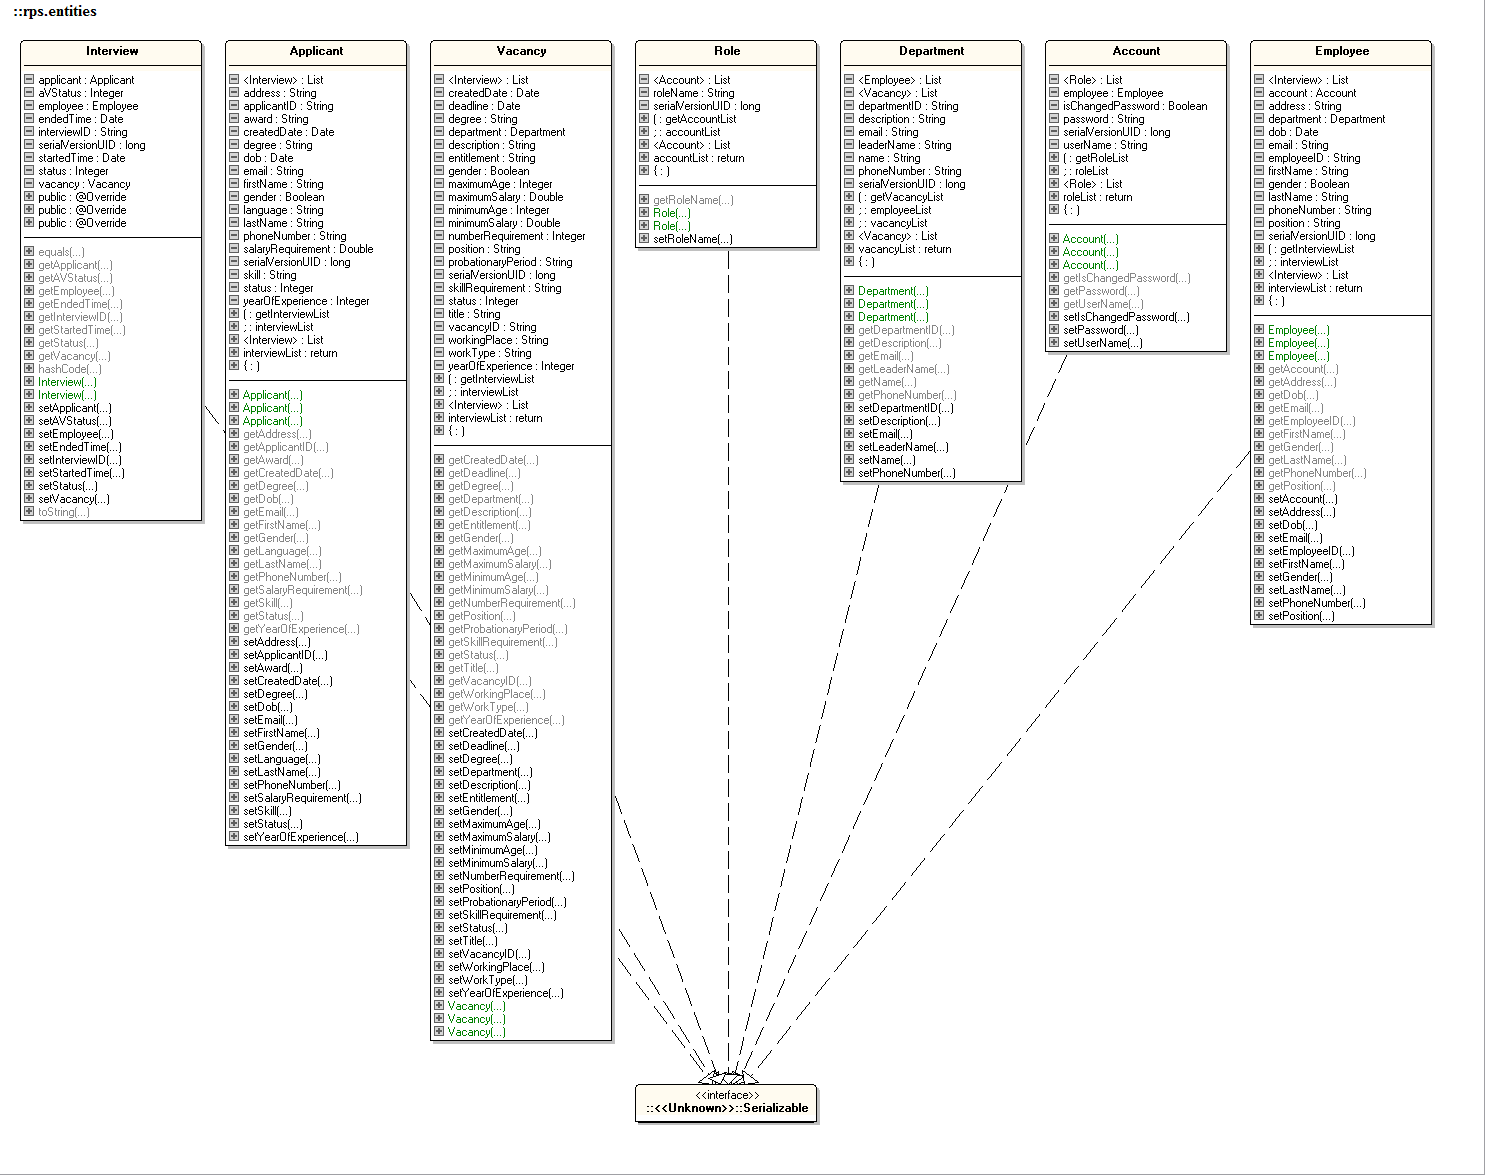 ::rps.entities
Interview
applicant : Applicant
aVStatus : Integer
employee : Employee
endedTime : Date
interviewID : String
serialVersionUID : long
startedTime : Date
status : Integer
vacancy : Vacancy
public : @Override
public : @Override
public : @Override
equals(...)
getApplicant(...)
getAVStatus(...)
getEmployee(...)
getEndedTime(...)
getInterviewID(...)
getStartedTime(...)
getStatus(...)
getVacancy(...)
hashCode(...)
Interview(...)
Interview(...)
setApplicant(...)
setAVStatus(...)
setEmployee(...)
setEndedTime(...)
setInterviewID(...)
setStartedTime(...)
setStatus(...)
setVacancy(...)
toString(...)
Applicant
<Interview> : List
address : String
applicantID : String
award : String
createdDate : Date
degree : String
dob : Date
email : String
firstName : String
gender : Boolean
language : String
lastName : String
phoneNumber : String
salaryRequirement : Double
serialVersionUID : long
skill : String
status : Integer
yearOfExperience : Integer
( : getInterviewList
; : interviewList
<Interview> : List
interviewList : return
{ : )
Applicant(...)
Applicant(...)
Applicant(...)
getAddress(...)
getApplicantID(...)
getAward(...)
getCreatedDate(...)
getDegree(...)
getDob(...)
getEmail(...)
getFirstName(...)
getGender(...)
getLanguage(...)
getLastName(...)
getPhoneNumber(...)
getSalaryRequirement(...)
getSkill(...)
getStatus(...)
getYearOfExperience(...)
setAddress(...)
setApplicantID(...)
setAward(...)
setCreatedDate(...)
setDegree(...)
setDob(...)
setEmail(...)
setFirstName(...)
setGender(...)
setLanguage(...)
setLastName(...)
setPhoneNumber(...)
setSalaryRequirement(...)
setSkill(...)
setStatus(...)
setYearOfExperience(...)
Vacancy
<Interview> : List
createdDate : Date
deadline : Date
degree : String
department : Department
description : String
entitlement : String
gender : Boolean
maximumAge : Integer
maximumSalary : Double
minimumAge : Integer
minimumSalary : Double
numberRequirement : Integer
position : String
probationaryPeriod : String
serialVersionUID : long
skillRequirement : String
status : Integer
title : String
vacancyID : String
workingPlace : String
workType : String
yearOfExperience : Integer
( : getInterviewList
; : interviewList
<Interview> : List
interviewList : return
{ : )
getCreatedDate(...)
getDeadline(...)
getDegree(...)
getDepartment(...)
getDescription(...)
getEntitlement(...)
getGender(...)
getMaximumAge(...)
getMaximumSalary(...)
getMinimumAge(...)
getMinimumSalary(...)
getNumberRequirement(...)
getPosition(...)
getProbationaryPeriod(...)
getSkillRequirement(...)
getStatus(...)
getTitle(...)
getVacancyID(...)
getWorkingPlace(...)
getWorkType(...)
getYearOfExperience(...)
setCreatedDate(...)
setDeadline(...)
setDegree(...)
setDepartment(...)
setDescription(...)
setEntitlement(...)
setGender(...)
setMaximumAge(...)
setMaximumSalary(...)
setMinimumAge(...)
setMinimumSalary(...)
setNumberRequirement(...)
setPosition(...)
setProbationaryPeriod(...)
setSkillRequirement(...)
setStatus(...)
setTitle(...)
setVacancyID(...)
setWorkingPlace(...)
setWorkType(...)
setYearOfExperience(...)
Vacancy(...)
Vacancy(...)
Vacancy(...)
Role
<Account> : List
roleName : String
serialVersionUID : long
( : getAccountList
; : accountList
<Account> : List
accountList : return
{ : )
getRoleName(...)
Role(...)
Role(...)
setRoleName(...)
Department
<Employee> : List
<Vacancy> : List
departmentID : String
description : String
email : String
leaderName : String
name : String
phoneNumber : String
serialVersionUID : long
( : getVacancyList
; : employeeList
; : vacancyList
<Vacancy> : List
vacancyList : return
{ : )
Department(...)
Department(...)
Department(...)
getDepartmentID(...)
getDescription(...)
getEmail(...)
getLeaderName(...)
getName(...)
getPhoneNumber(...)
setDepartmentID(...)
setDescription(...)
setEmail(...)
setLeaderName(...)
setName(...)
setPhoneNumber(...)
Account
<Role> : List
employee : Employee
isChangedPassword : Boolean
password : String
serialVersionUID : long
userName : String
( : getRoleList
; : roleList
<Role> : List
roleList : return
{ : )
Account(...)
Account(...)
Account(...)
getIsChangedPassword(...)
getPassword(...)
getUserName(...)
setIsChangedPassword(...)
setPassword(...)
setUserName(...)
Employee
<Interview> : List
account : Account
address : String
department : Department
dob : Date
email : String
employeeID : String
firstName : String
gender : Boolean
lastName : String
phoneNumber : String
position : String
serialVersionUID : long
( : getInterviewList
; : interviewList
<Interview> : List
interviewList : return
{ : )
Employee(...)
Employee(...)
Employee(...)
getAccount(...)
getAddress(...)
getDob(...)
getEmail(...)
getEmployeeID(...)
getFirstName(...)
getGender(...)
getLastName(...)
getPhoneNumber(...)
getPosition(...)
setAccount(...)
setAddress(...)
setDob(...)
setEmail(...)
setEmployeeID(...)
setFirstName(...)
setGender(...)
setLastName(...)
setPhoneNumber(...)
setPosition(...)
<<interface>>
::<<Unknown>>::Serializable